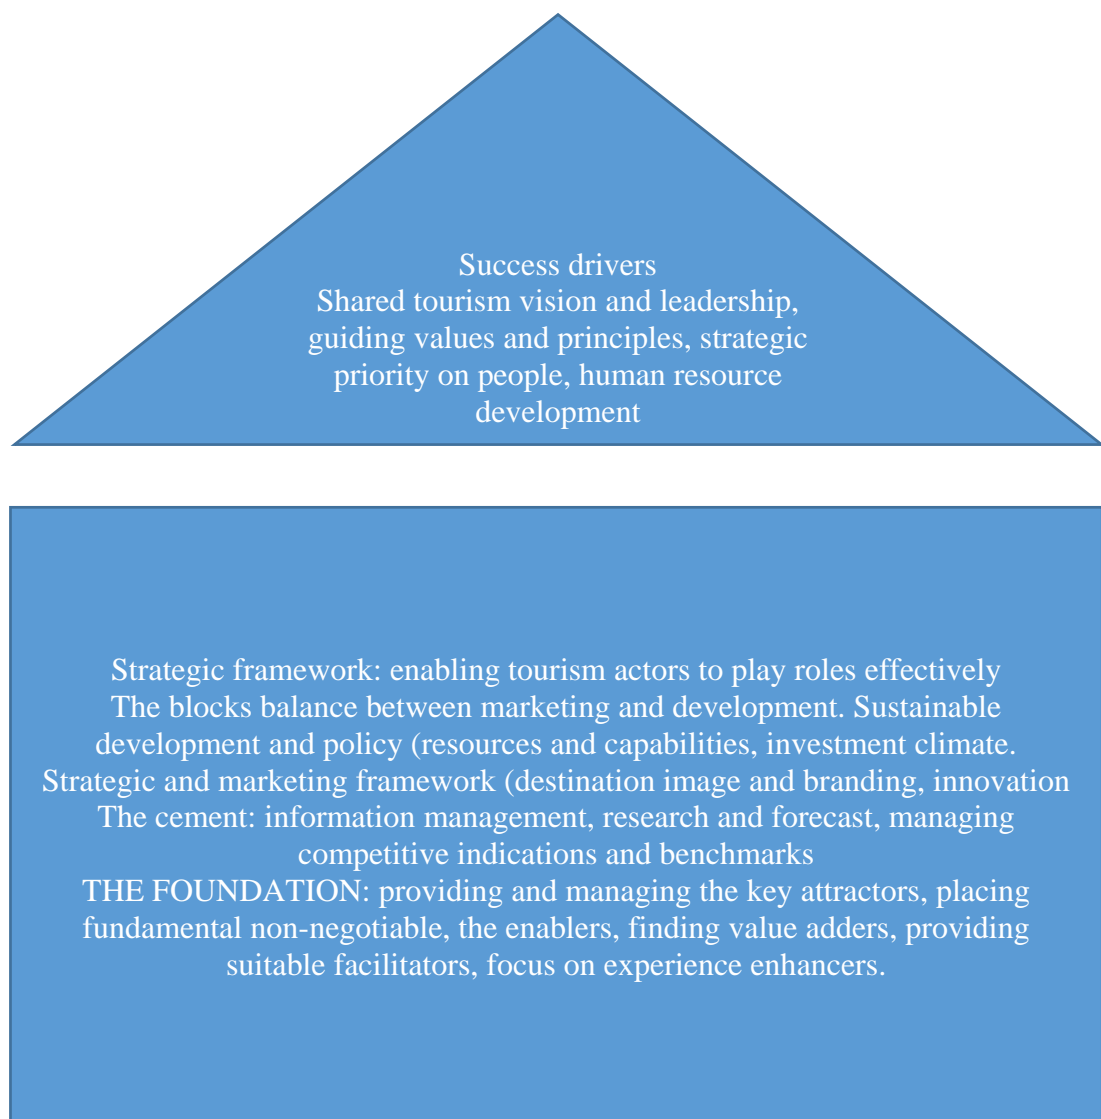 Success drivers
Shared tourism vision and leadership,
guiding values and principles, strategic
priority on people, human resource
development
Strategic framework: enabling tourism actors to play roles effectively
The blocks balance between marketing and development. Sustainable
development and policy (resources and capabilities, investment climate.
Strategic and marketing framework (destination image and branding, innovation
The cement: information management, research and forecast, managing
competitive indications and benchmarks
THE FOUNDATION: providing and managing the key attractors, placing
fundamental non-negotiable, the enablers, finding value adders, providing
suitable facilitators, focus on experience enhancers.